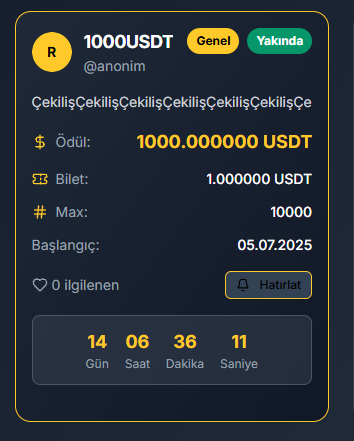 R
1000USDT
Genel
Yakında
@anonim
ÇekilişÇekilişÇekilişÇekilişÇekilişÇekilişÇe
Ödül:
1000.000000 USDT
Bilet:
1.000000 USDT
Max:
10000
Başlangıç:
05.07.2025
0 ilgilenen
Hatırlat
14 06 36 11
Gün Saat Dakika Saniye